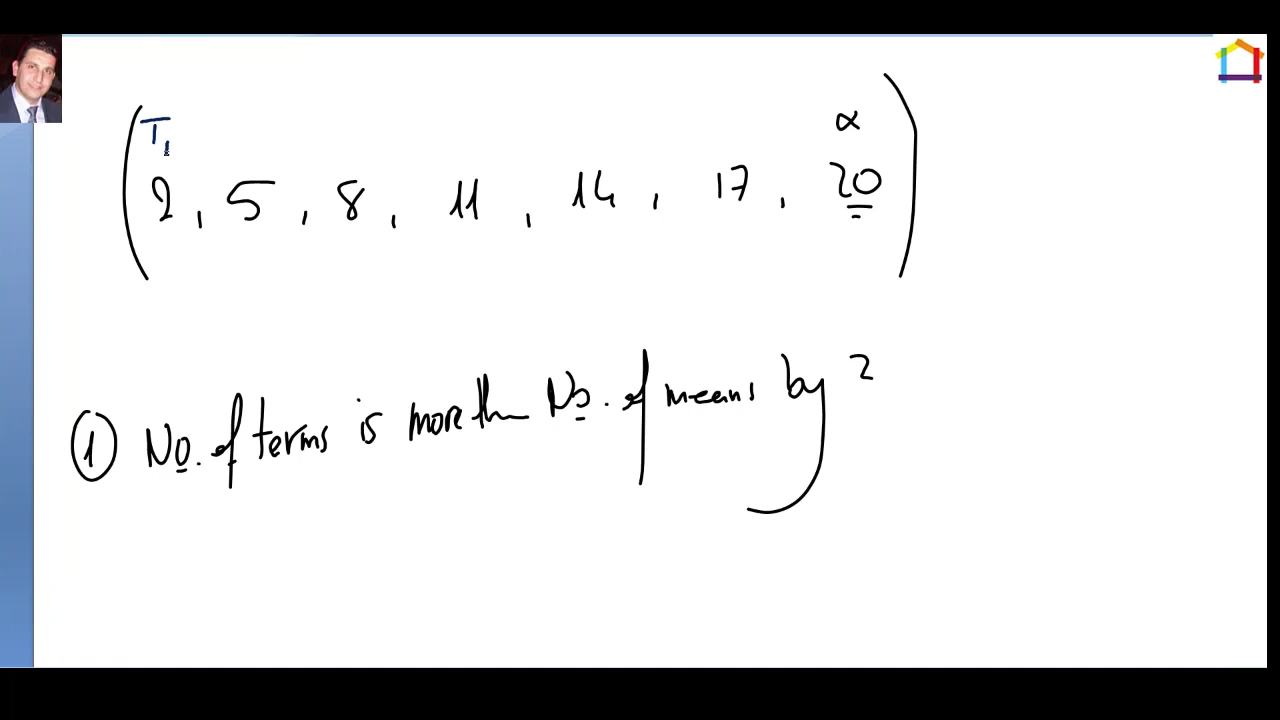 T₁ α
(2, 5, 8, 11, 14, 17, 20)
① No. of terms is more than No. of means by 2